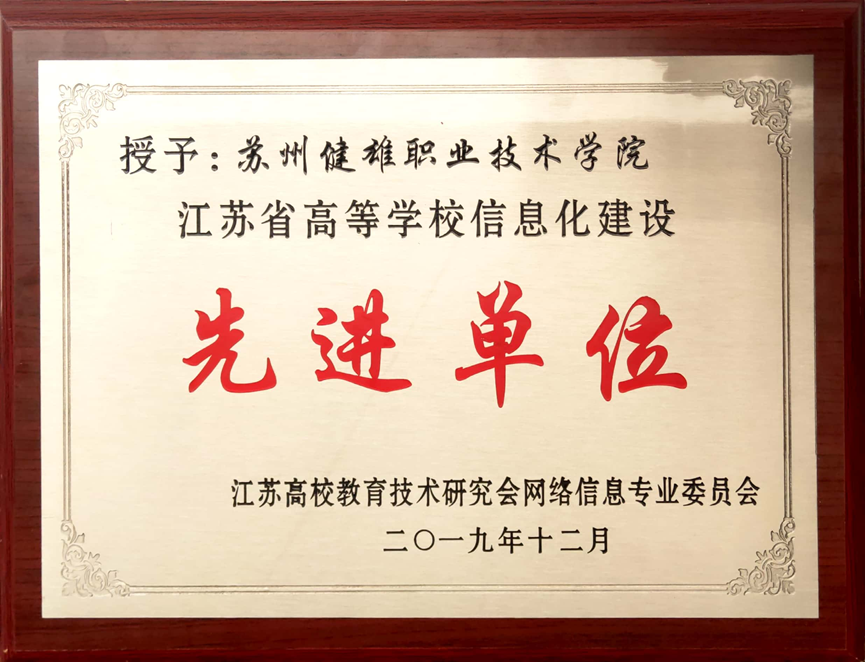 授予:苏州健雄职业技术学院
江苏省高等学校信息化建设
先进单位
江苏高校教育技术研究会网络信息专业委员会
二〇一九年十二月